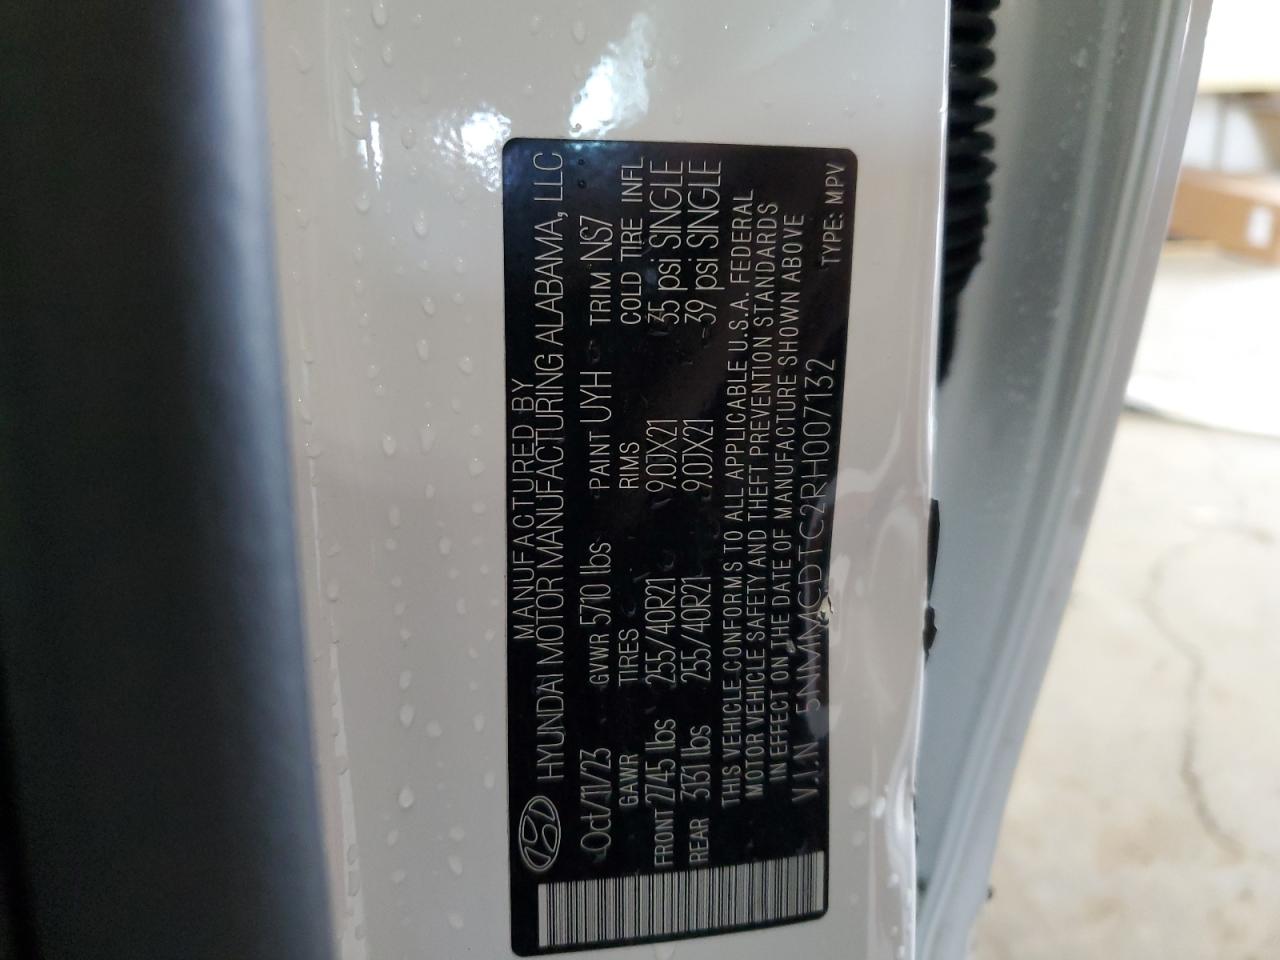 MANUFACTURED BY
HYUNDAI MOTOR MANUFACTURING ALABAMA, LLC
Oct/11/23 GVWR 5710 lbs PAINT UYH TRIM NS7
GAWR TIRES RIMS COLD TIRE INFL
FRONT 2745 lbs 255/40R21 9.0JX21 35 psi SINGLE
REAR 3131 lbs 255/40R21 9.0JX21 39 psi SINGLE
THIS VEHICLE CONFORMS TO ALL APPLICABLE U.S.A. FEDERAL
MOTOR VEHICLE SAFETY AND THEFT PREVENTION STANDARDS
IN EFFECT ON THE DATE OF MANUFACTURE SHOWN ABOVE
V.I.N 5NMMCDTC2RH007132 TYPE: MPV